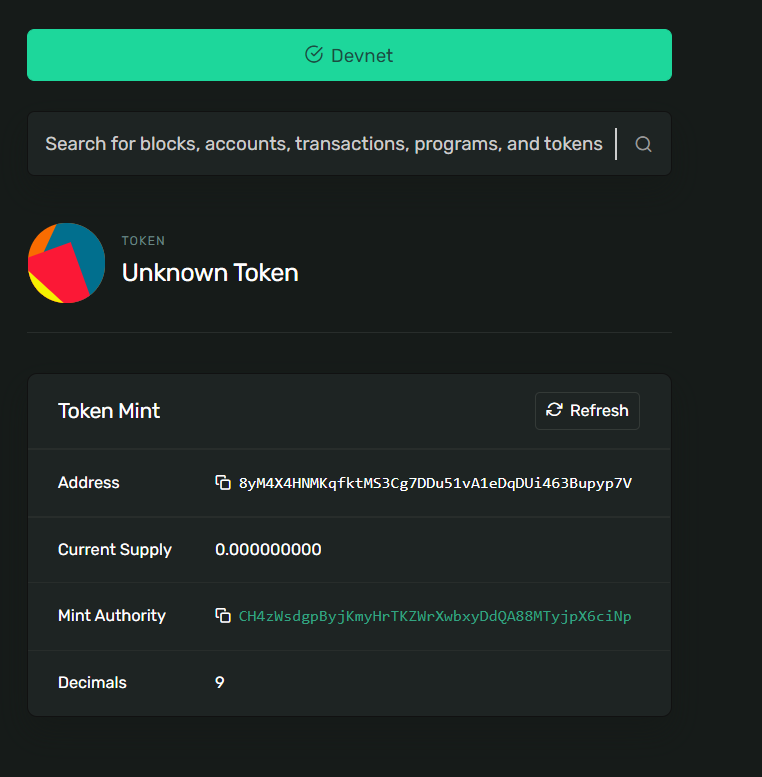 Devnet
Search for blocks, accounts, transactions, programs, and tokens
TOKEN
Unknown Token
Token Mint
Refresh
Address 8yM4X4HNMKqfktMS3Cg7DDu51vA1eDqDUi463Bupyp7V
Current Supply 0.000000000
Mint Authority CH4zWsdgpByjKmyHrTKZWrXwbxyDdQA88MTyjpX6ciNp
Decimals 9